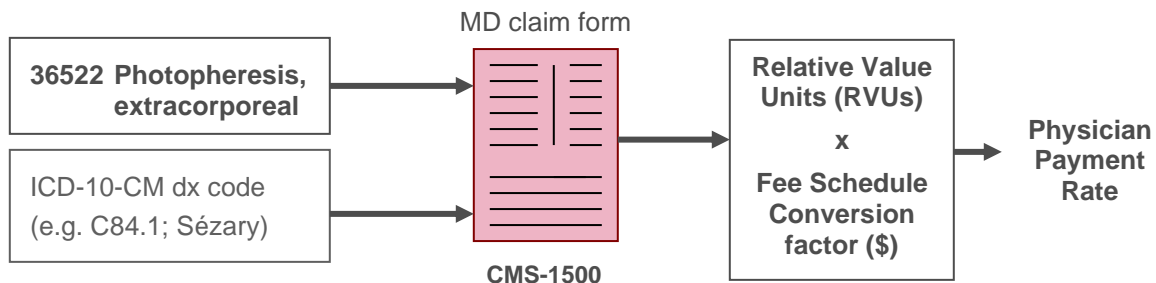 MD claim form
36522 Photopheresis,
extracorporeal
ICD-10-CM dx code
(e.g. C84.1; Sézary)
CMS-1500
Relative Value
Units (RVUs)
x
Fee Schedule
Conversion
factor ($)
Physician
Payment
Rate